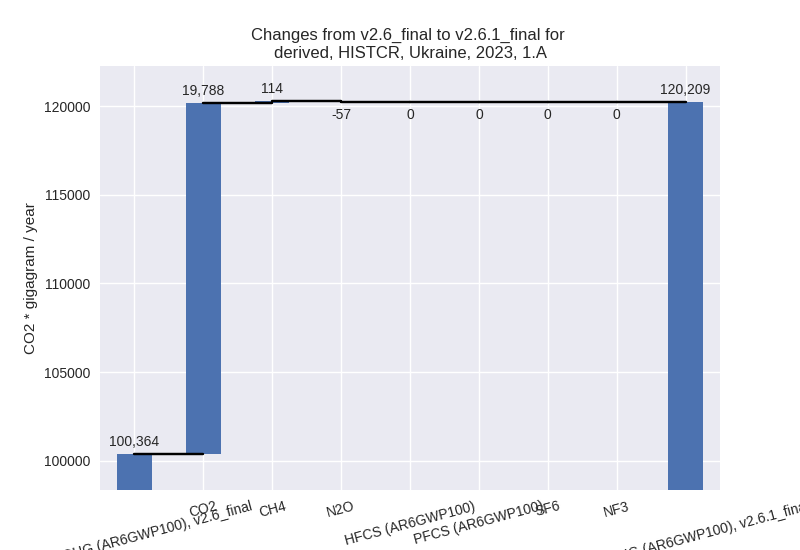 Changes from v2.6_final to v2.6.1_final for
derived, HISTCR, Ukraine, 2023, 1.A
CO2 * gigagram / year
120000
115000
110000
105000
100000
100,364
19,788
114
-57
0
0
0
0
120,209
(AR6GWP100), v2.6_final
CO2
CH4
N2O
HFCS (AR6GWP100)
PFCS (AR6GWP100)
SF6
NF3
(AR6GWP100), v2.6.1_fina